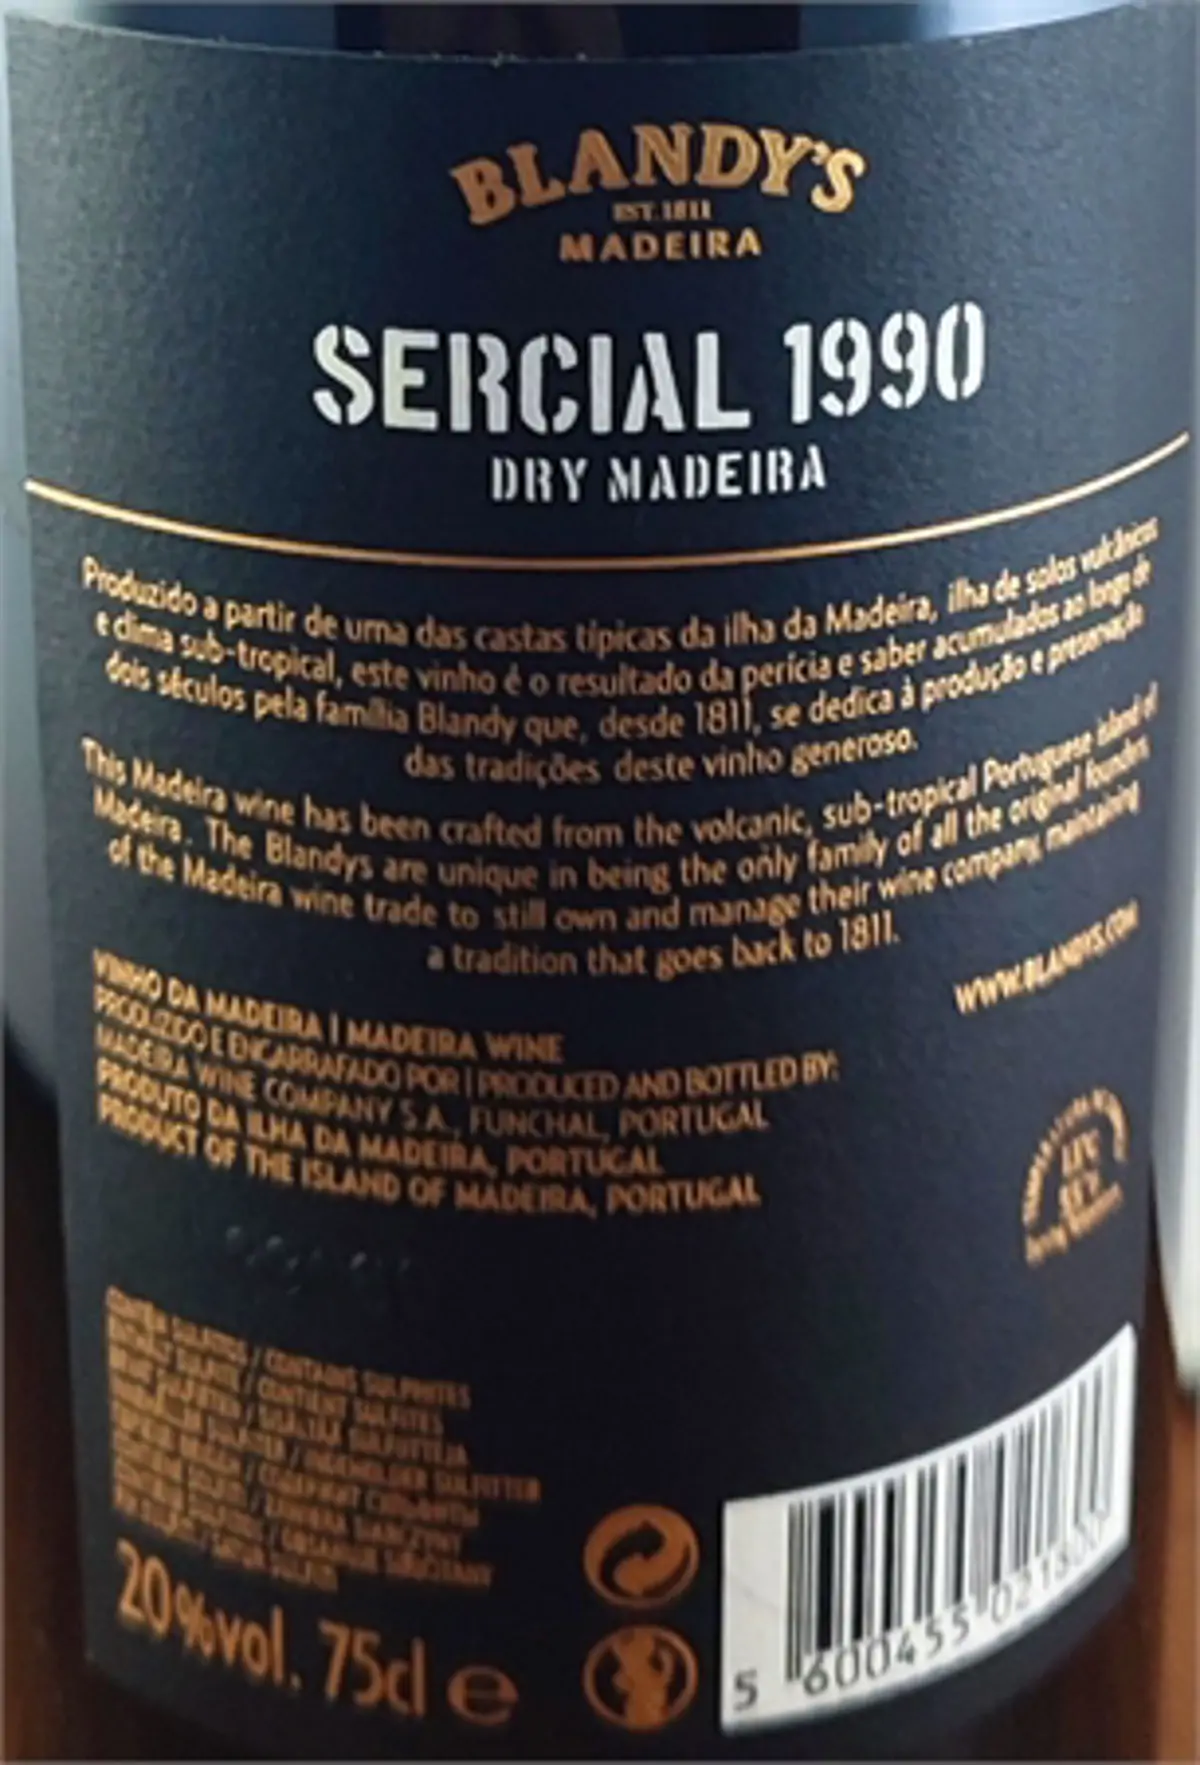 BLANDY'S
EST. 1811
MADEIRA
SERCIAL 1990
DRY MADEIRA
Produzido a partir de uma das castas típicas da ilha da Madeira, ilha de solos vulcânicos
e clima sub-tropical, este vinho é o resultado da perícia e saber acumulados ao longo de
dois séculos pela família Blandy que, desde 1811, se dedica à produção e preservação
das tradições deste vinho generoso.
This Madeira wine has been crafted from the volcanic, sub-tropical Portuguese island of
Madeira. The Blandys are unique in being the only family of all the original founders
of the Madeira wine trade to still own and manage their wine company, maintaining
a tradition that goes back to 1811.
WWW.BLANDYS.COM
VINHO DA MADEIRA | MADEIRA WINE
PRODUZIDO E ENGARRAFADO POR | PRODUCED AND BOTTLED BY:
MADEIRA WINE COMPANY S.A., FUNCHAL, PORTUGAL
PRODUTO DA ILHA DA MADEIRA, PORTUGAL
PRODUCT OF THE ISLAND OF MADEIRA, PORTUGAL
CONTÉM SULFITOS / CONTAINS SULPHITES
/ CONTIENT SULFITES
20%vol. 75cl e
5 600455 021800